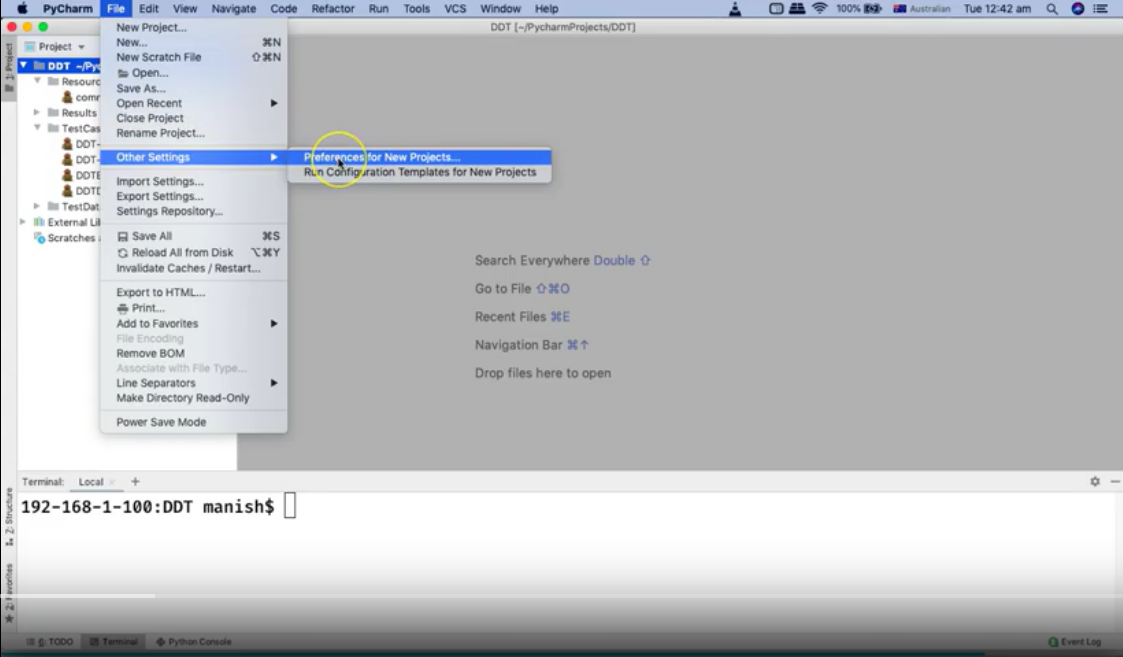 PyCharm File Edit View Navigate Code Refactor Run Tools VCS Window Help 100% Australian Tue 12:42 am
DDT [~/PycharmProjects/DDT]
1: Project
Project
DDT ~/Pyc
Resourc
comm
Results
TestCas
DDT-
DDT-
DDTE
DDTD
TestDat
External Lib
Scratches a
New Project...
New... ⌘N
New Scratch File ⇧⌘N
Open...
Save As...
Open Recent
Close Project
Rename Project...
Other Settings
Preferences for New Projects...
Run Configuration Templates for New Projects
Import Settings...
Export Settings...
Settings Repository...
Save All ⌘S
Reload All from Disk ⌥⌘Y
Invalidate Caches / Restart...
Export to HTML...
Print...
Add to Favorites
File Encoding
Remove BOM
Associate with File Type...
Line Separators
Make Directory Read-Only
Power Save Mode
Search Everywhere Double ⇧
Go to File ⇧⌘O
Recent Files ⌘E
Navigation Bar ⌘↑
Drop files here to open
Terminal: Local +
192-168-1-100:DDT manish$
Z: Structure
2: Favorites
6: TODO Terminal Python Console Event Log